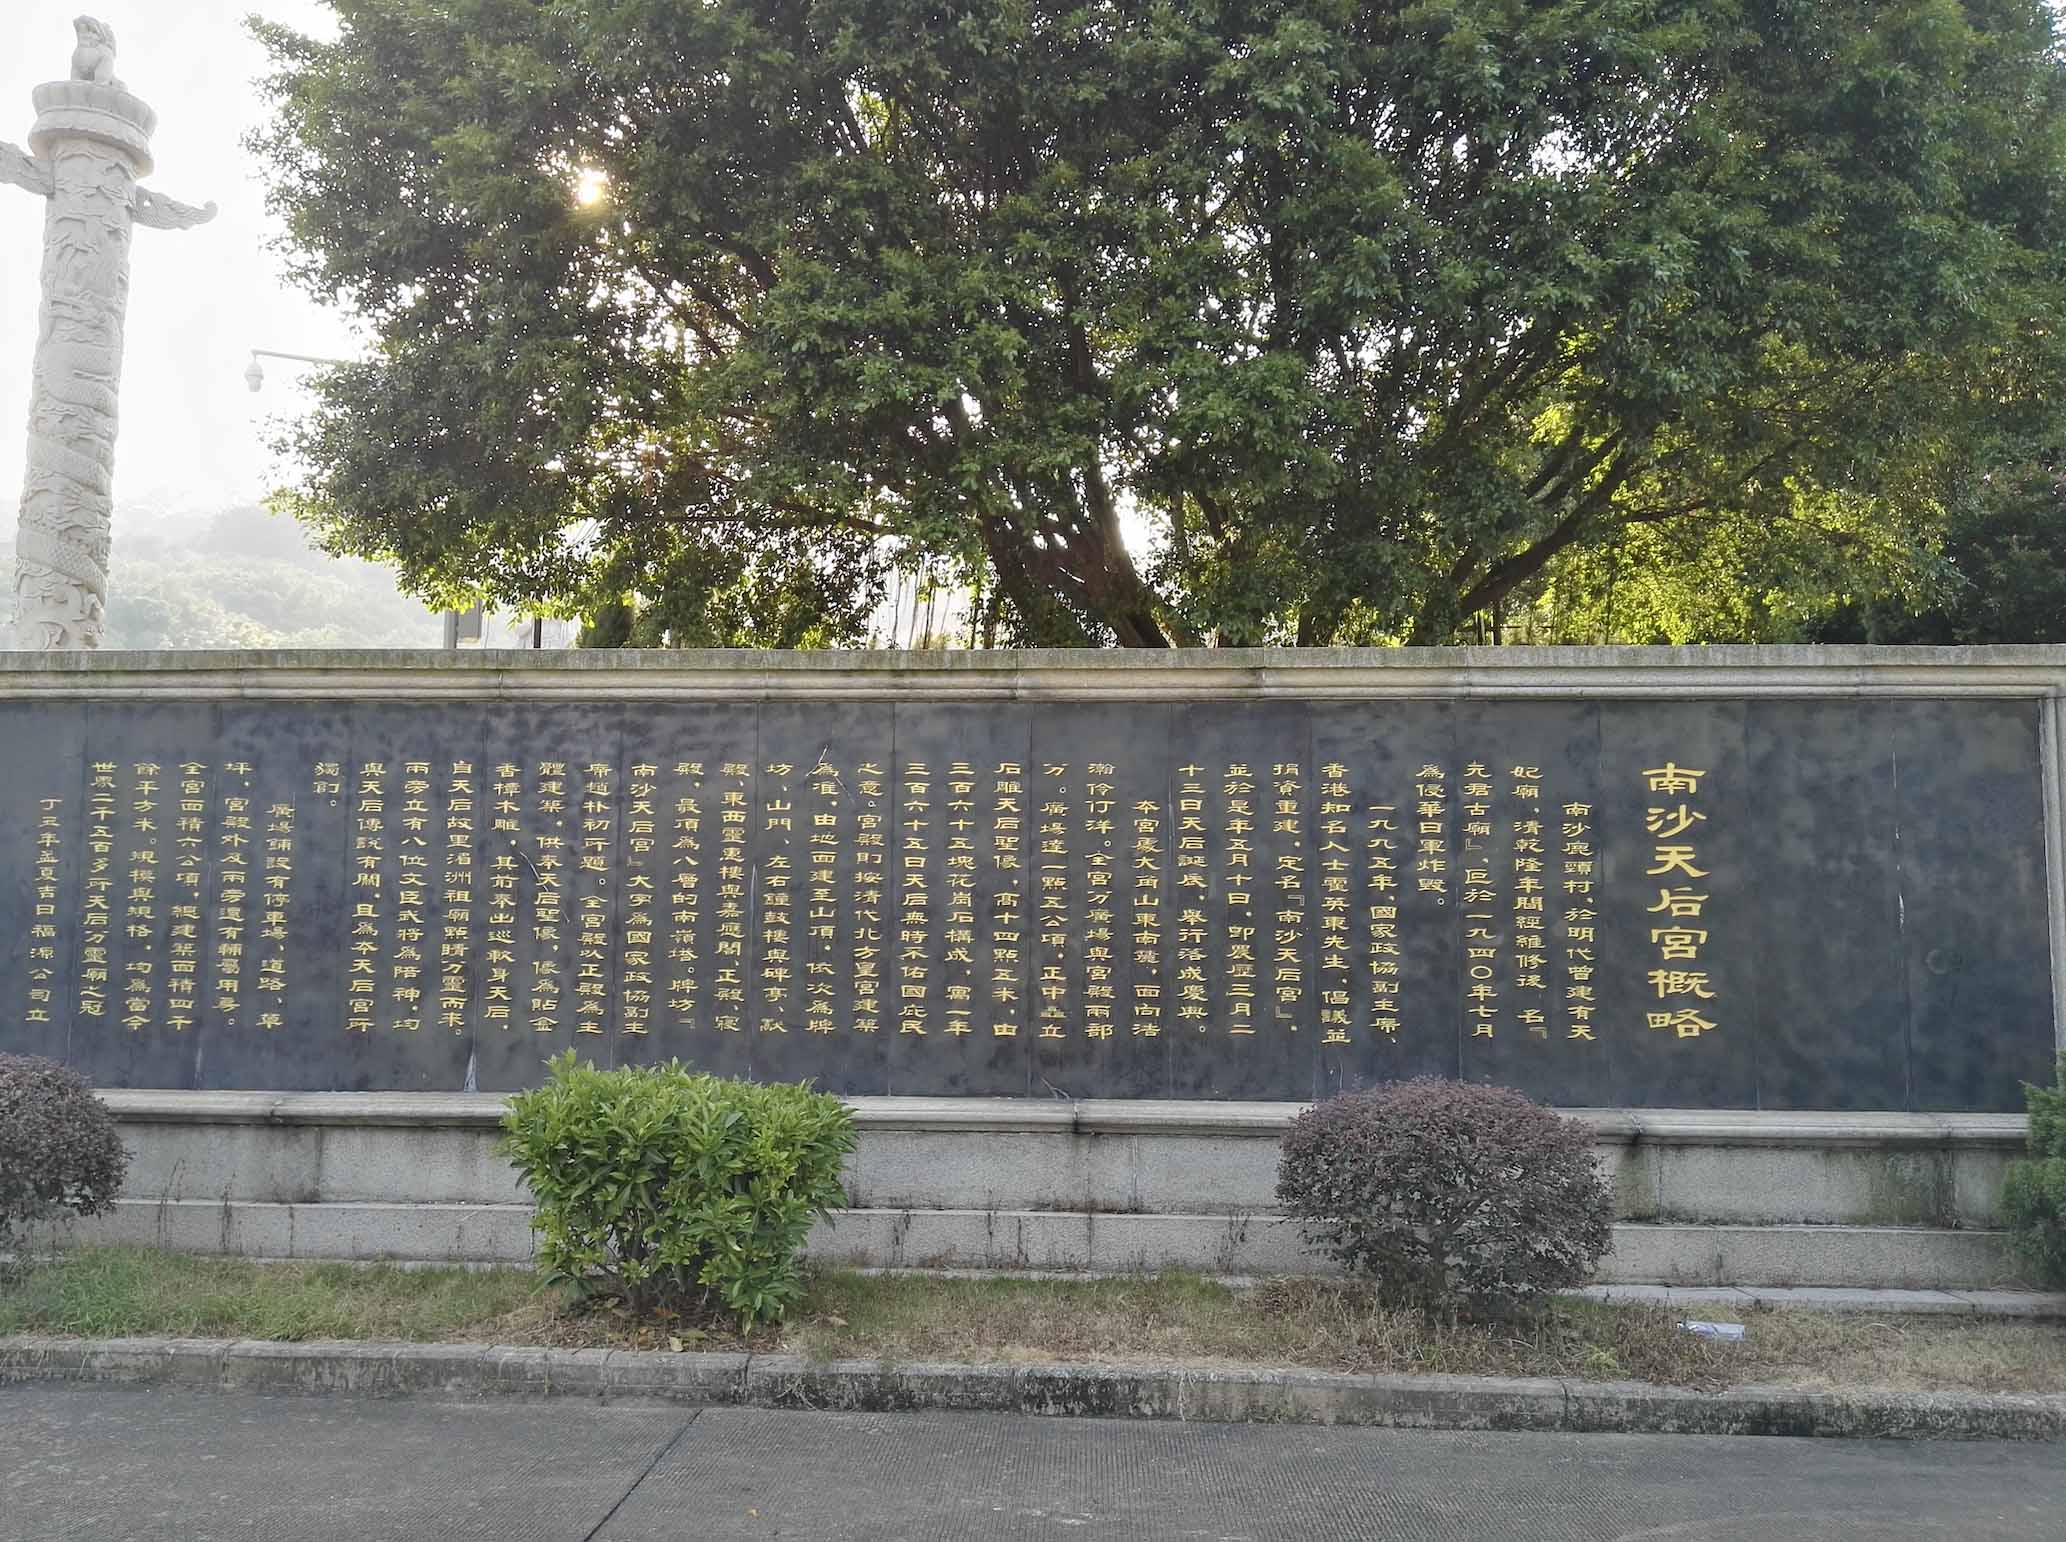 南沙天后宮概略
南沙鹿頸村，於明代曾建有天
妃廟，清乾隆年間經維修後，名『
元君古廟』，后於一九四〇年七月
為侵華日軍炸毀。
一九九五年，國家政協副主席、
香港知名人士霍英東先生，倡議並
捐資重建，定名『南沙天后宮』，
並於是年五月十日，即農歷三月二
十三日天后誕辰，舉行落成慶典。
本宮處大角山東南麓，面向浩
瀚伶仃洋。全宮分廣場與宮殿兩部
分。廣場達一點五公頃，正中矗立
石雕天后聖像，高十四點五米，由
三百六十五塊花崗石構成，寓一年
三百六十五日天后無時不佑國庇民
之意。宮殿則按清代北方皇宮建築
為准，由地面建至山頂，依次為牌
坊、山門、左右鐘鼓樓與碑亭、獻
殿、東西靈惠樓與嘉應閣、正殿、寢
殿，最頂為八層的南嶺塔。牌坊『
南沙天后宮』大字為國家政協副主
席趙朴初所題。全宮殿以正殿為主
體建築，供奉天后聖像，像為貼金
香樟木雕，其前奉出巡軟身天后，
自天后故里湄洲祖廟點睛分靈而來。
兩旁立有八位文臣武將為陪神，均
與天后傳說有關，且為本天后宮所
獨創。
廣場鋪設有停車場、道路、草
坪，宮殿外及兩旁還有輔屬用房。
全宮面積六公頃，總建築面積四千
餘平方米。規模與規格，均為當今
世界二千五百多所天后分靈廟之冠
丁丑年孟夏吉日福源公司立